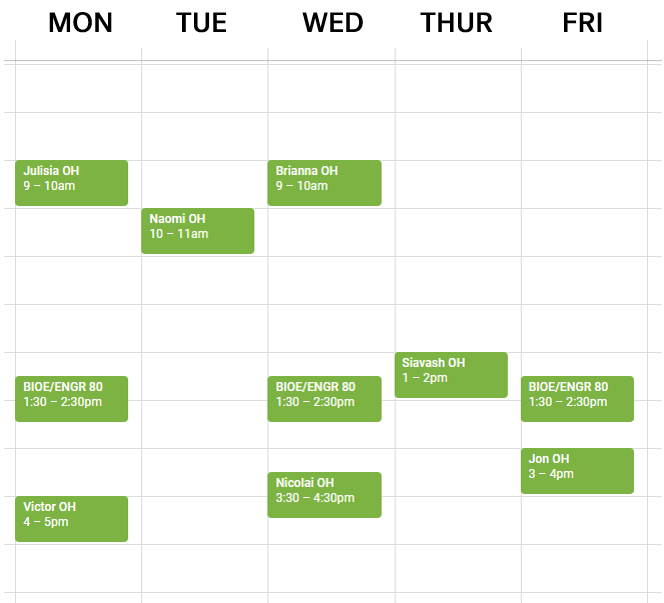 MON TUE WED THUR FRI
Julisia OH
9 – 10am
Brianna OH
9 – 10am
Naomi OH
10 – 11am
Siavash OH
1 – 2pm
BIOE/ENGR 80
1:30 – 2:30pm
BIOE/ENGR 80
1:30 – 2:30pm
BIOE/ENGR 80
1:30 – 2:30pm
Jon OH
3 – 4pm
Nicolai OH
3:30 – 4:30pm
Victor OH
4 – 5pm